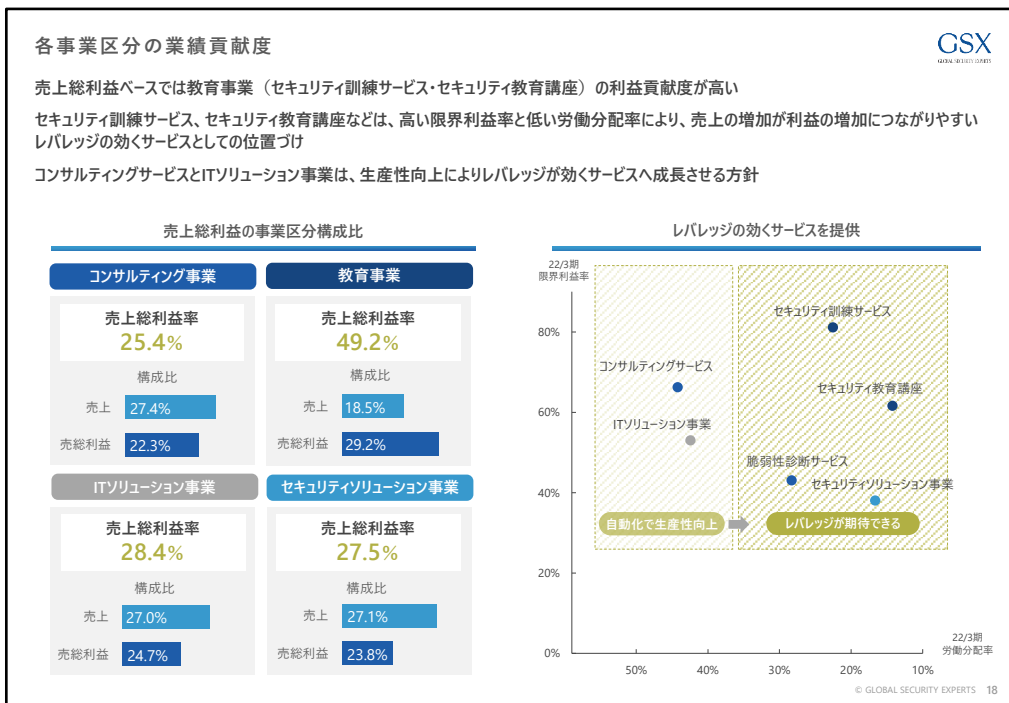 各事業区分の業績貢献度
GSX
GLOBAL SECURITY EXPERTS
売上総利益ベースでは教育事業（セキュリティ訓練サービス・セキュリティ教育講座）の利益貢献度が高い
セキュリティ訓練サービス、セキュリティ教育講座などは、高い限界利益率と低い労働分配率により、売上の増加が利益の増加につながりやすい
レバレッジの効くサービスとしての位置づけ
コンサルティングサービスとITソリューション事業は、生産性向上によりレバレッジが効くサービスへ成長させる方針
売上総利益の事業区分構成比
コンサルティング事業
売上総利益率
25.4%
構成比
売上 27.4%
売総利益 22.3%
教育事業
売上総利益率
49.2%
構成比
売上 18.5%
売総利益 29.2%
ITソリューション事業
売上総利益率
28.4%
構成比
売上 27.0%
売総利益 24.7%
セキュリティソリューション事業
売上総利益率
27.5%
構成比
売上 27.1%
売総利益 23.8%
レバレッジの効くサービスを提供
22/3期
限界利益率
80%
60%
40%
20%
0%
セキュリティ訓練サービス
コンサルティングサービス
セキュリティ教育講座
ITソリューション事業
脆弱性診断サービス
セキュリティソリューション事業
自動化で生産性向上
レバレッジが期待できる
22/3期
労働分配率
50% 40% 30% 20% 10%
© GLOBAL SECURITY EXPERTS 18